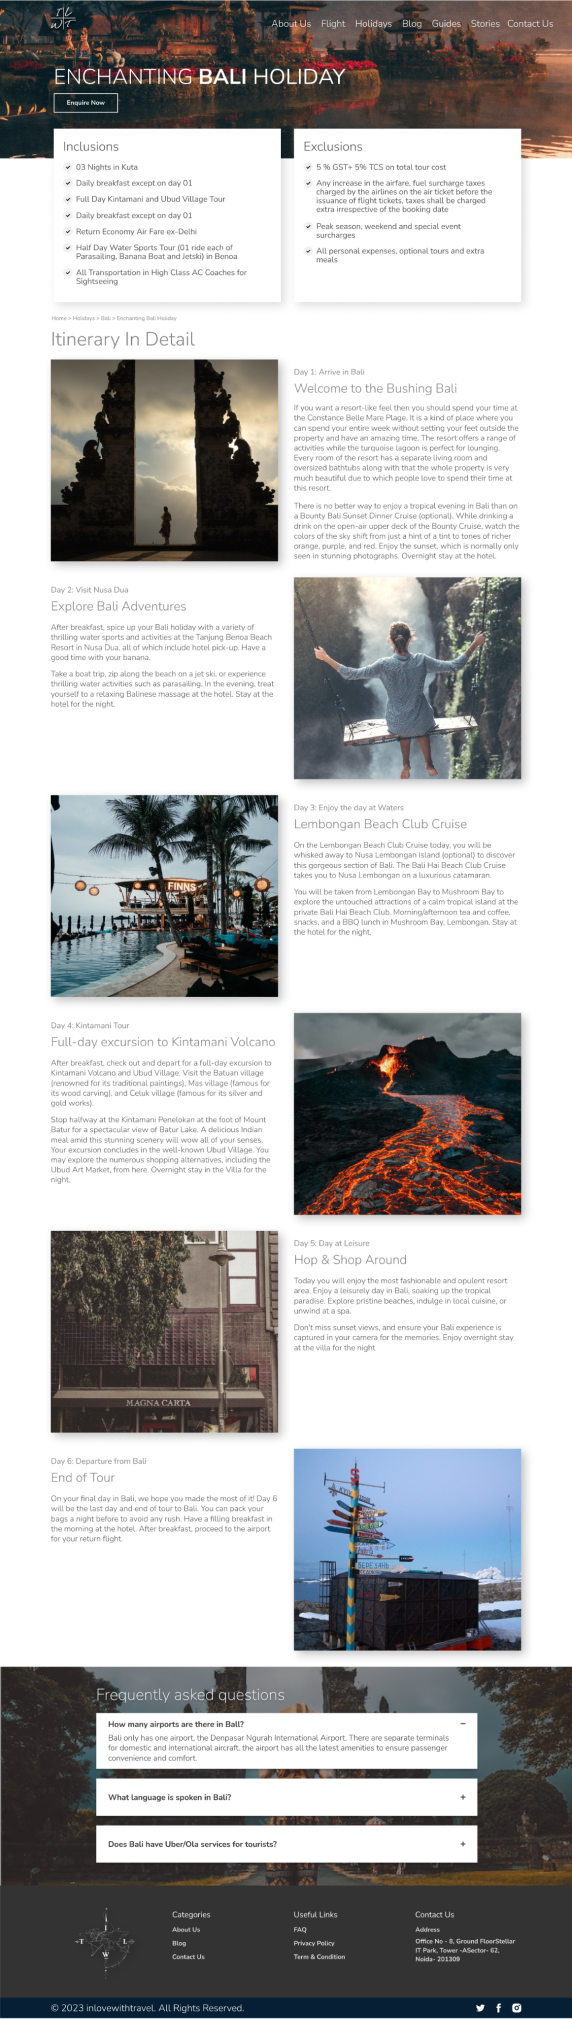 About Us Flight Holidays Blog Guides Stories Contact Us
ENCHANTING BALI HOLIDAY
Enquire Now
Inclusions
03 Nights in Kuta
Daily breakfast except on day 01
Full Day Kintamani and Ubud Village Tour
Daily breakfast except on day 01
Return Economy Air Fare ex-Delhi
Half Day Water Sports Tour (01 ride each of
Parasailing, Banana Boat and Jetski) in Benoa
All Transportation in High Class AC Coaches for
Sightseeing
Exclusions
5 % GST+ 5% TCS on total tour cost
Any increase in the airfare, fuel surcharge taxes
charged by the airlines on the air ticket before the
issuance of flight tickets, taxes shall be charged
extra irrespective of the booking date
Peak season, weekend and special event
surcharges
All personal expenses, optional tours and extra
meals
Home > Holidays > Bali > Enchanting Bali Holiday
Itinerary In Detail
Day 1: Arrive in Bali
Welcome to the Bushing Bali
If you want a resort-like feel then you should spend your time at
the Constance Belle Mare Plage. It is a kind of place where you
can spend your entire week without setting your feet outside the
property and have an amazing time. The resort offers a range of
activities while the turquoise lagoon is perfect for lounging.
Every room of the resort has a separate living room and
oversized bathtubs along with that the whole property is very
much beautiful due to which people love to spend their time at
this resort.
There is no better way to enjoy a tropical evening in Bali than on
a Bounty Bali Sunset Dinner Cruise (optional). While drinking a
drink on the open-air upper deck of the Bounty Cruise, watch the
colors of the sky shift from just a hint of a tint to tones of richer
orange, purple, and red. Enjoy the sunset, which is normally only
seen in stunning photographs. Overnight stay at the hotel.
Day 2: Visit Nusa Dua
Explore Bali Adventures
After breakfast, spice up your Bali holiday with a variety of
thrilling water sports and activities at the Tanjung Benoa Beach
Resort in Nusa Dua, all of which include hotel pick-up. Have a
good time with your banana.
Take a boat trip, zip along the beach on a jet ski, or experience
thrilling water activities such as parasailing. In the evening, treat
yourself to a relaxing Balinese massage at the hotel. Stay at the
hotel for the night.
FINNS
Day 3: Enjoy the day at Waters
Lembongan Beach Club Cruise
On the Lembongan Beach Club Cruise today, you will be
whisked away to Nusa Lembongan Island (optional) to discover
this gorgeous section of Bali. The Bali Hai Beach Club Cruise
takes you to Nusa Lembongan on a luxurious catamaran.
You will be taken from Lembongan Bay to Mushroom Bay to
explore the untouched attractions of a calm tropical island at the
private Bali Hai Beach Club. Morning/afternoon tea and coffee,
snacks, and a BBQ lunch in Mushroom Bay, Lembongan. Stay at
the hotel for the night.
Day 4: Kintamani Tour
Full-day excursion to Kintamani Volcano
After breakfast, check out and depart for a full-day excursion to
Kintamani Volcano and Ubud Village. Visit the Batuan village
(renowned for its traditional paintings), Mas village (famous for
its wood carving), and Celuk village (famous for its silver and
gold works).
Stop halfway at the Kintamani Penelokan at the foot of Mount
Batur for a spectacular view of Batur Lake. A delicious Indian
meal amid this stunning scenery will wow all of your senses.
Your excursion concludes in the well-known Ubud Village. You
may explore the numerous shopping alternatives, including the
Ubud Art Market, from here. Overnight stay in the Villa for the
night.
MAGNA CARTA
Day 5: Day at Leisure
Hop & Shop Around
Today you will enjoy the most fashionable and opulent resort
area. Enjoy a leisurely day in Bali, soaking up the tropical
paradise. Explore pristine beaches, indulge in local cuisine, or
unwind at a spa.
Don't miss sunset views, and ensure your Bali experience is
captured in your camera for the memories. Enjoy overnight stay
at the villa for the night
Day 6: Departure from Bali
End of Tour
On your final day in Bali, we hope you made the most of it! Day 6
will be the last day and end of tour to Bali. You can pack your
bags a night before to avoid any rush. Have a filling breakfast in
the morning at the hotel. After breakfast, proceed to the airport
for your return flight.
Frequently asked questions
How many airports are there in Bali?
Bali only has one airport, the Denpasar Ngurah International Airport. There are separate terminals
for domestic and international aircraft, the airport has all the latest amenities to ensure passenger
convenience and comfort.
What language is spoken in Bali?
Does Bali have Uber/Ola services for tourists?
I
T L
W
Categories
About Us
Blog
Contact Us
Useful Links
FAQ
Privacy Policy
Term & Condition
Contact Us
Address
Office No - 8, Ground FloorStellar
IT Park, Tower -ASector- 62,
Noida- 201309
© 2023 inlovewithtravel. All Rights Reserved.